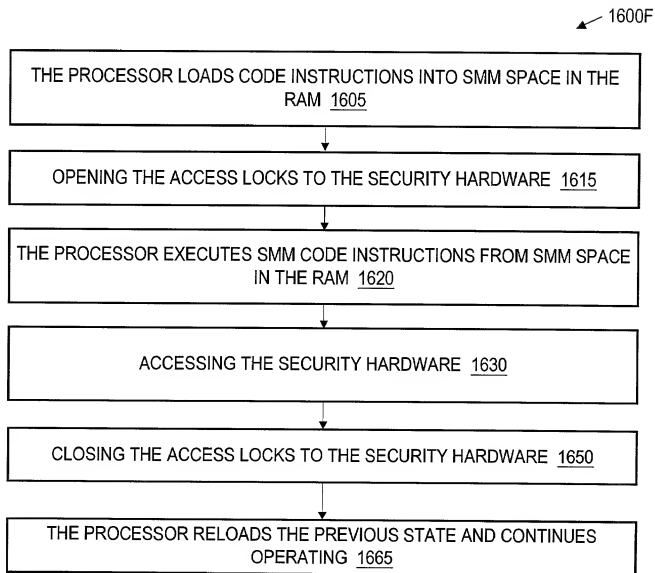 1600F
THE PROCESSOR LOADS CODE INSTRUCTIONS INTO SMM SPACE IN THE
RAM 1605
OPENING THE ACCESS LOCKS TO THE SECURITY HARDWARE 1615
THE PROCESSOR EXECUTES SMM CODE INSTRUCTIONS FROM SMM SPACE
IN THE RAM 1620
ACCESSING THE SECURITY HARDWARE 1630
CLOSING THE ACCESS LOCKS TO THE SECURITY HARDWARE 1650
THE PROCESSOR RELOADS THE PREVIOUS STATE AND CONTINUES
OPERATING 1665